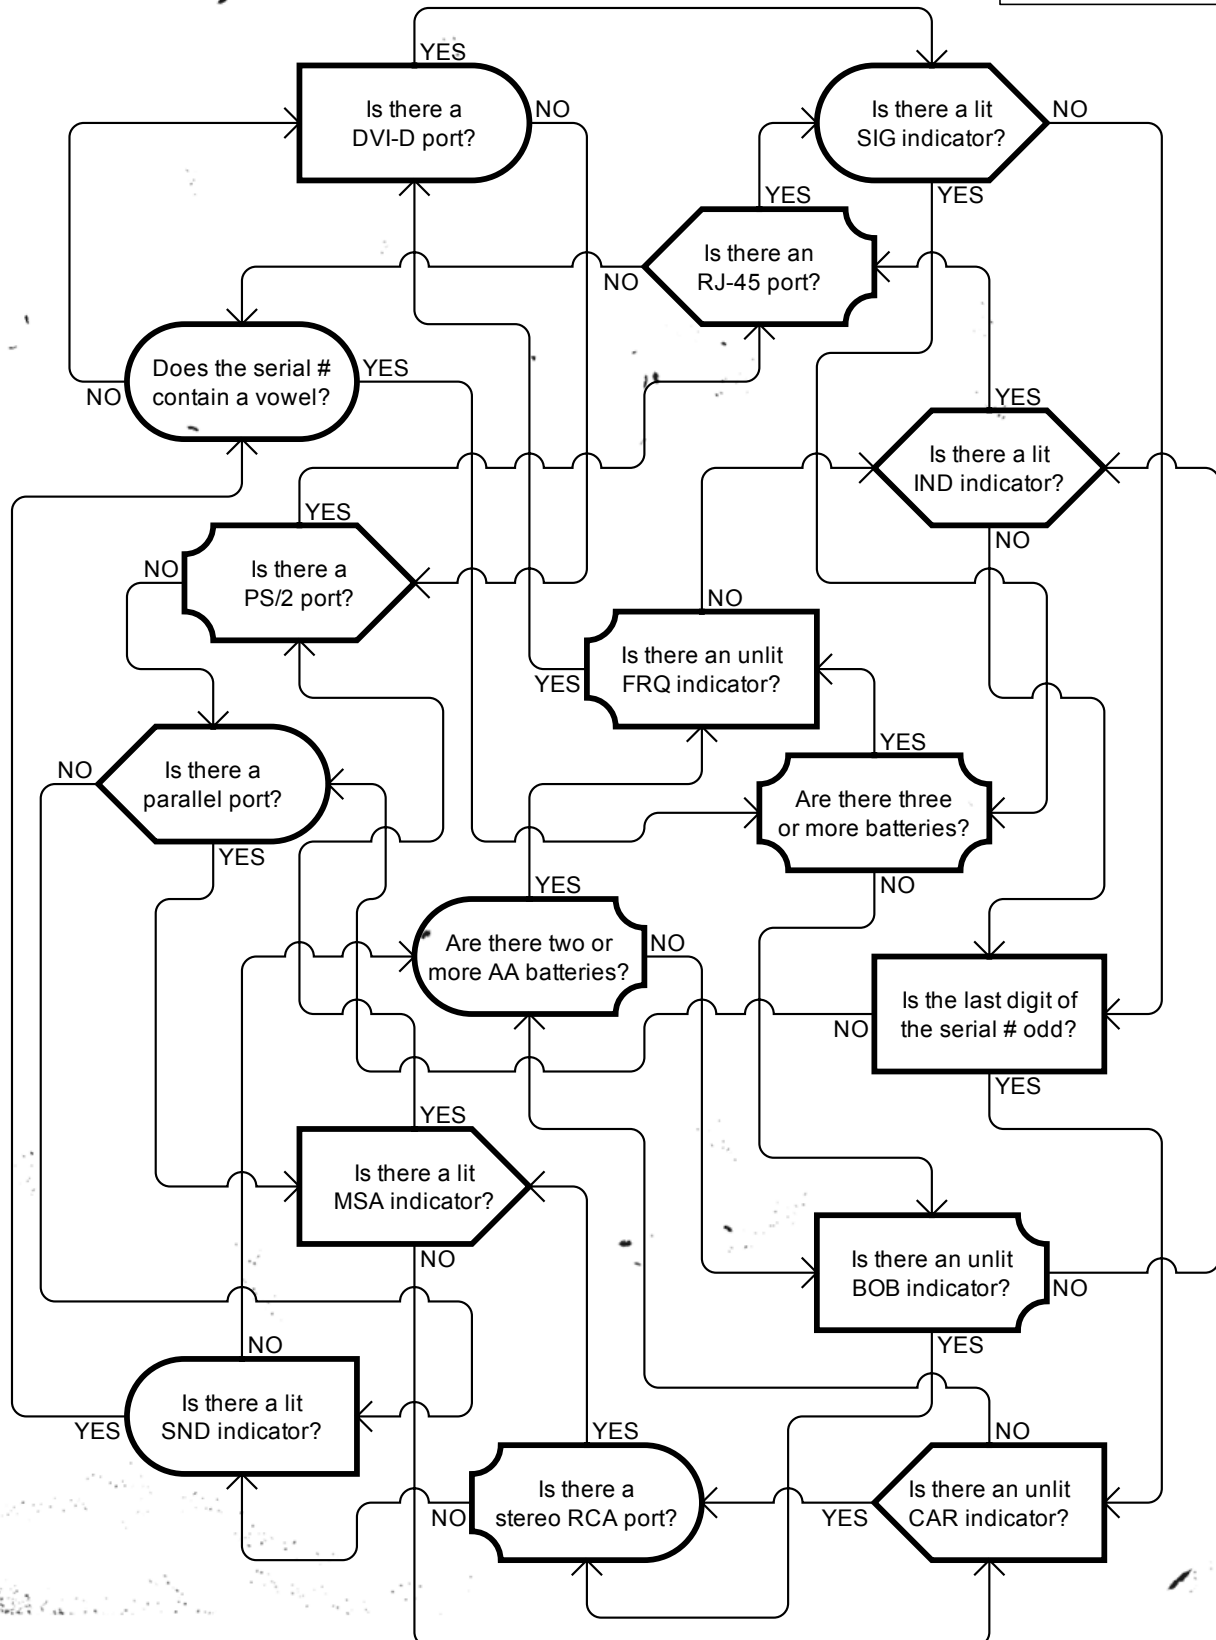 YES
Is there a
DVI-D port?
NO
Is there a lit
SIG indicator?
NO
YES
YES
Is there an
RJ-45 port?
NO
Does the serial #
contain a vowel?
YES
NO
YES
Is there a lit
IND indicator?
NO
YES
NO
Is there a
PS/2 port?
NO
Is there an unlit
FRQ indicator?
YES
NO
Is there a
parallel port?
YES
YES
Are there three
or more batteries?
NO
YES
Are there two or
more AA batteries?
NO
Is the last digit of
the serial # odd?
NO
YES
YES
Is there a lit
MSA indicator?
NO
Is there an unlit
BOB indicator?
NO
YES
NO
Is there a lit
SND indicator?
YES
YES
Is there a
stereo RCA port?
NO
NO
Is there an unlit
CAR indicator?
YES